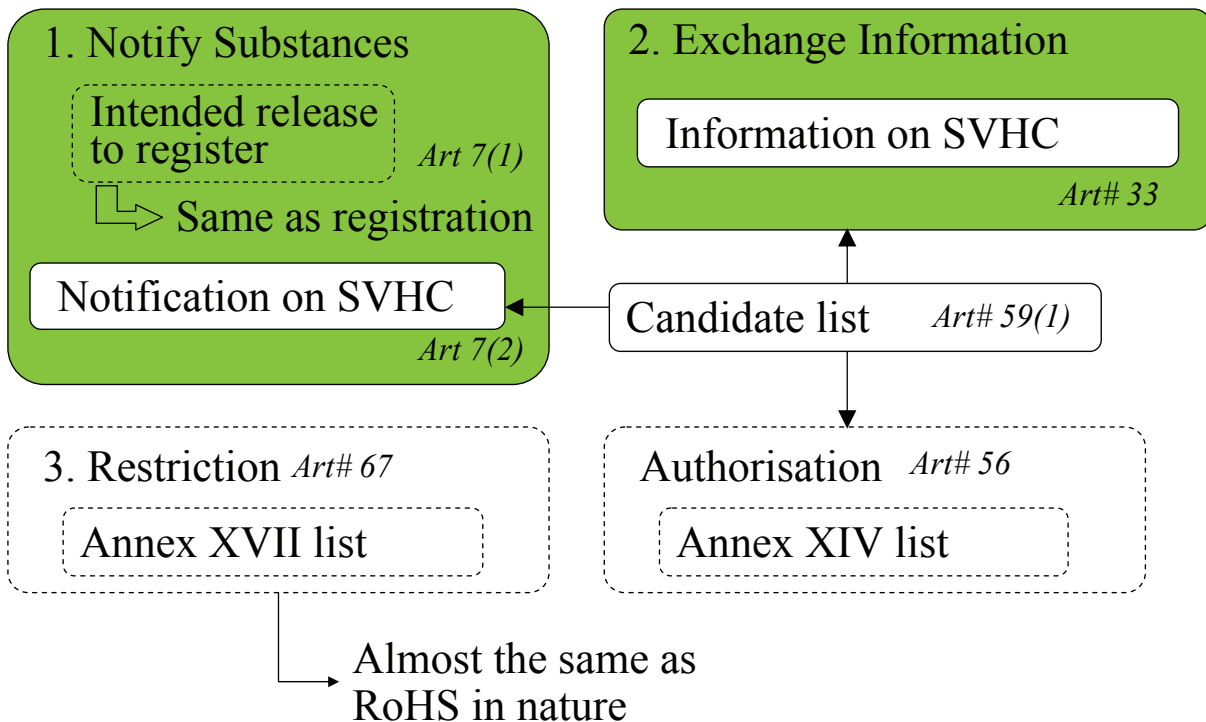 1. Notify Substances
Intended release
to register
Art 7(1)
Same as registration
Notification on SVHC
Art 7(2)
2. Exchange Information
Information on SVHC
Art# 33
Candidate list Art# 59(1)
3. Restriction Art# 67
Annex XVII list
Authorisation Art# 56
Annex XIV list
Almost the same as
RoHS in nature